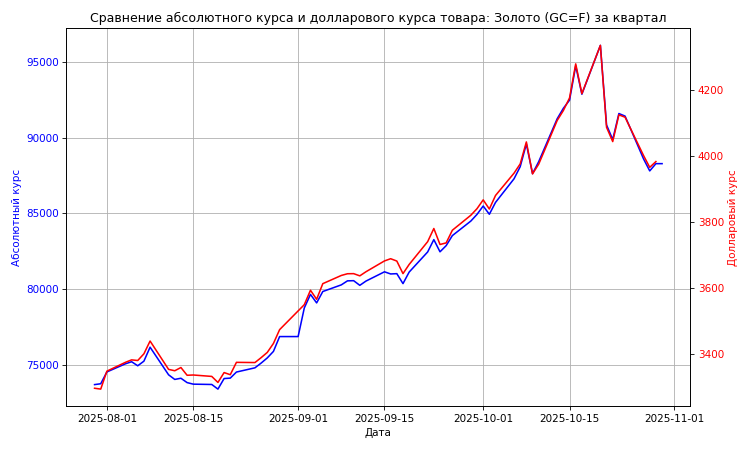 Сравнение абсолютного курса и долларового курса товара: Золото (GC=F) за квартал
Абсолютный курс
95000
90000
85000
80000
75000
4200
4000
3800
3600
3400
Долларовый курс
2025-08-01 2025-08-15 2025-09-01 2025-09-15 2025-10-01 2025-10-15 2025-11-01
Дата